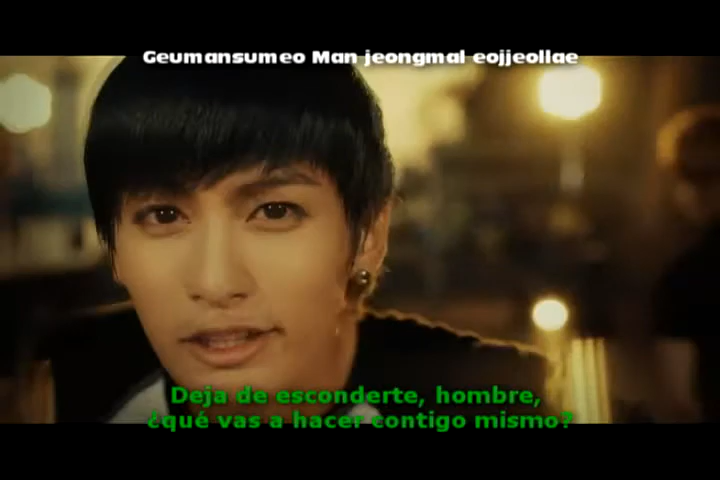 Geumansumeo Man jeongmal eojjeollae
Deja de esconderte, hombre,
¿qué vas a hacer contigo mismo?